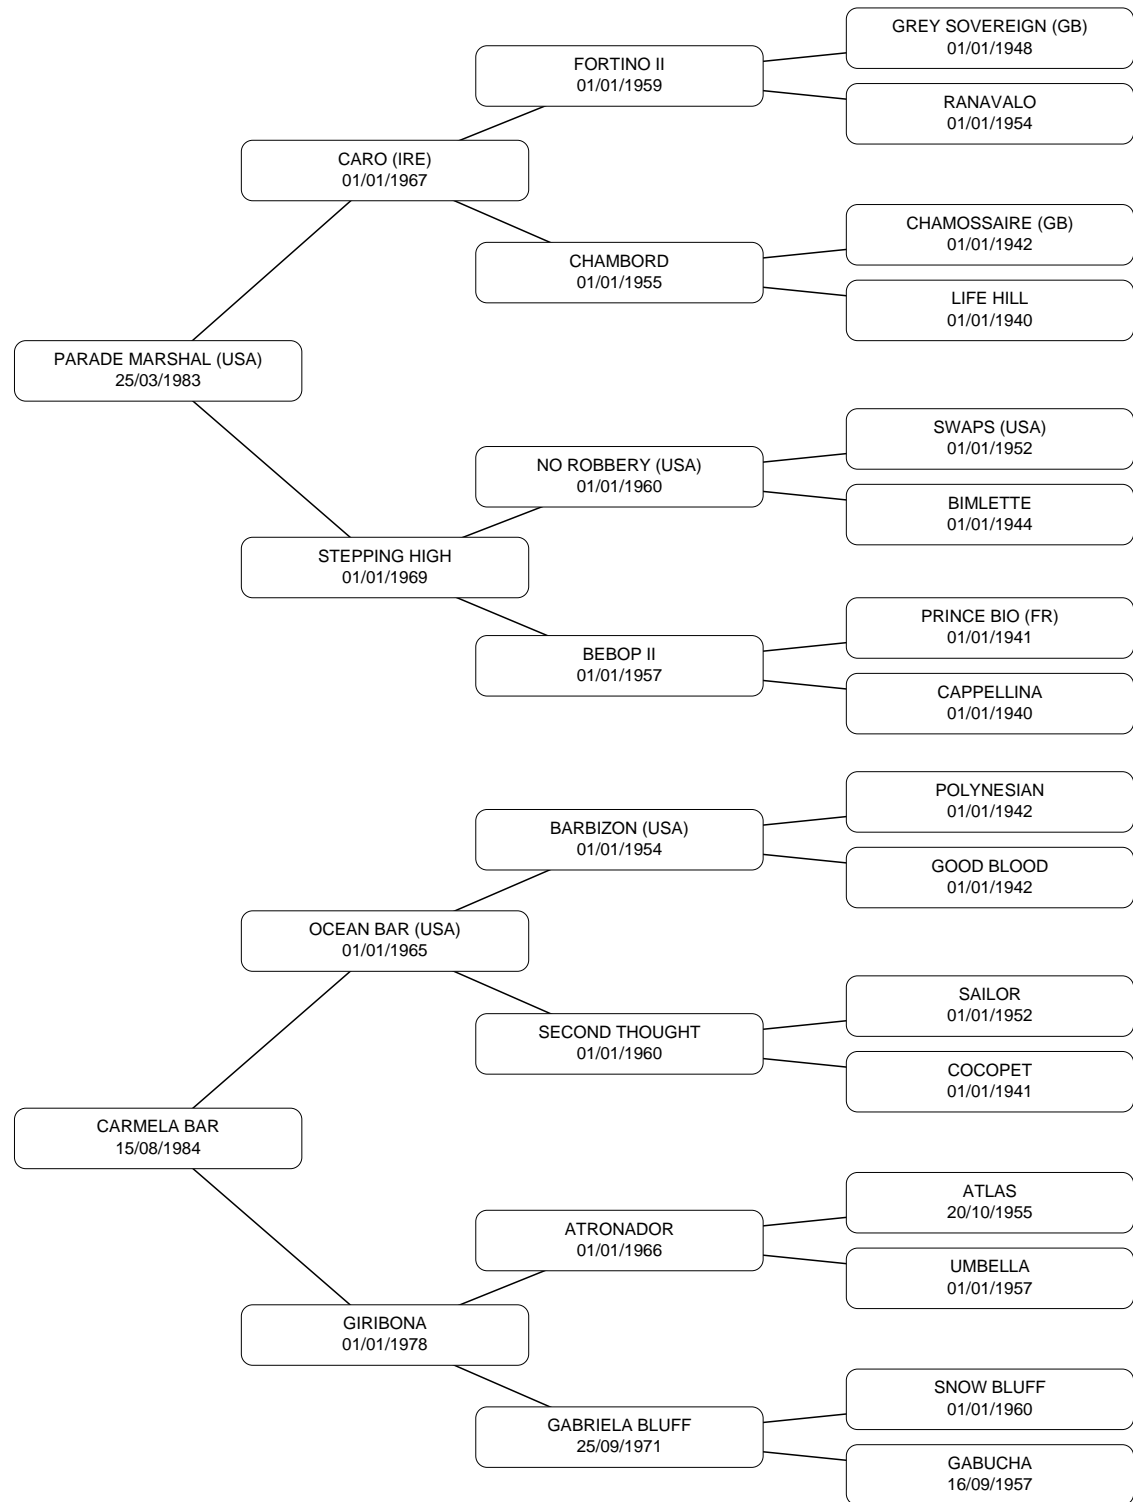 GREY SOVEREIGN (GB)
01/01/1948
FORTINO II
01/01/1959
RANAVALO
01/01/1954
CARO (IRE)
01/01/1967
CHAMOSSAIRE (GB)
01/01/1942
CHAMBORD
01/01/1955
LIFE HILL
01/01/1940
PARADE MARSHAL (USA)
25/03/1983
SWAPS (USA)
01/01/1952
NO ROBBERY (USA)
01/01/1960
BIMLETTE
01/01/1944
STEPPING HIGH
01/01/1969
PRINCE BIO (FR)
01/01/1941
BEBOP II
01/01/1957
CAPPELLINA
01/01/1940
POLYNESIAN
01/01/1942
BARBIZON (USA)
01/01/1954
GOOD BLOOD
01/01/1942
OCEAN BAR (USA)
01/01/1965
SAILOR
01/01/1952
SECOND THOUGHT
01/01/1960
COCOPET
01/01/1941
CARMELA BAR
15/08/1984
ATLAS
20/10/1955
ATRONADOR
01/01/1966
UMBELLA
01/01/1957
GIRIBONA
01/01/1978
SNOW BLUFF
01/01/1960
GABRIELA BLUFF
25/09/1971
GABUCHA
16/09/1957